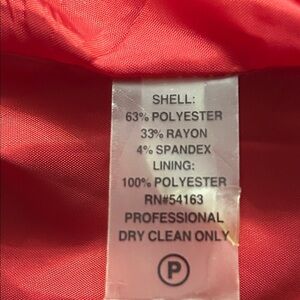 SHELL:
63% POLYESTER
33% RAYON
4% SPANDEX
LINING:
100% POLYESTER
RN#54163
PROFESSIONAL
DRY CLEAN ONLY
P